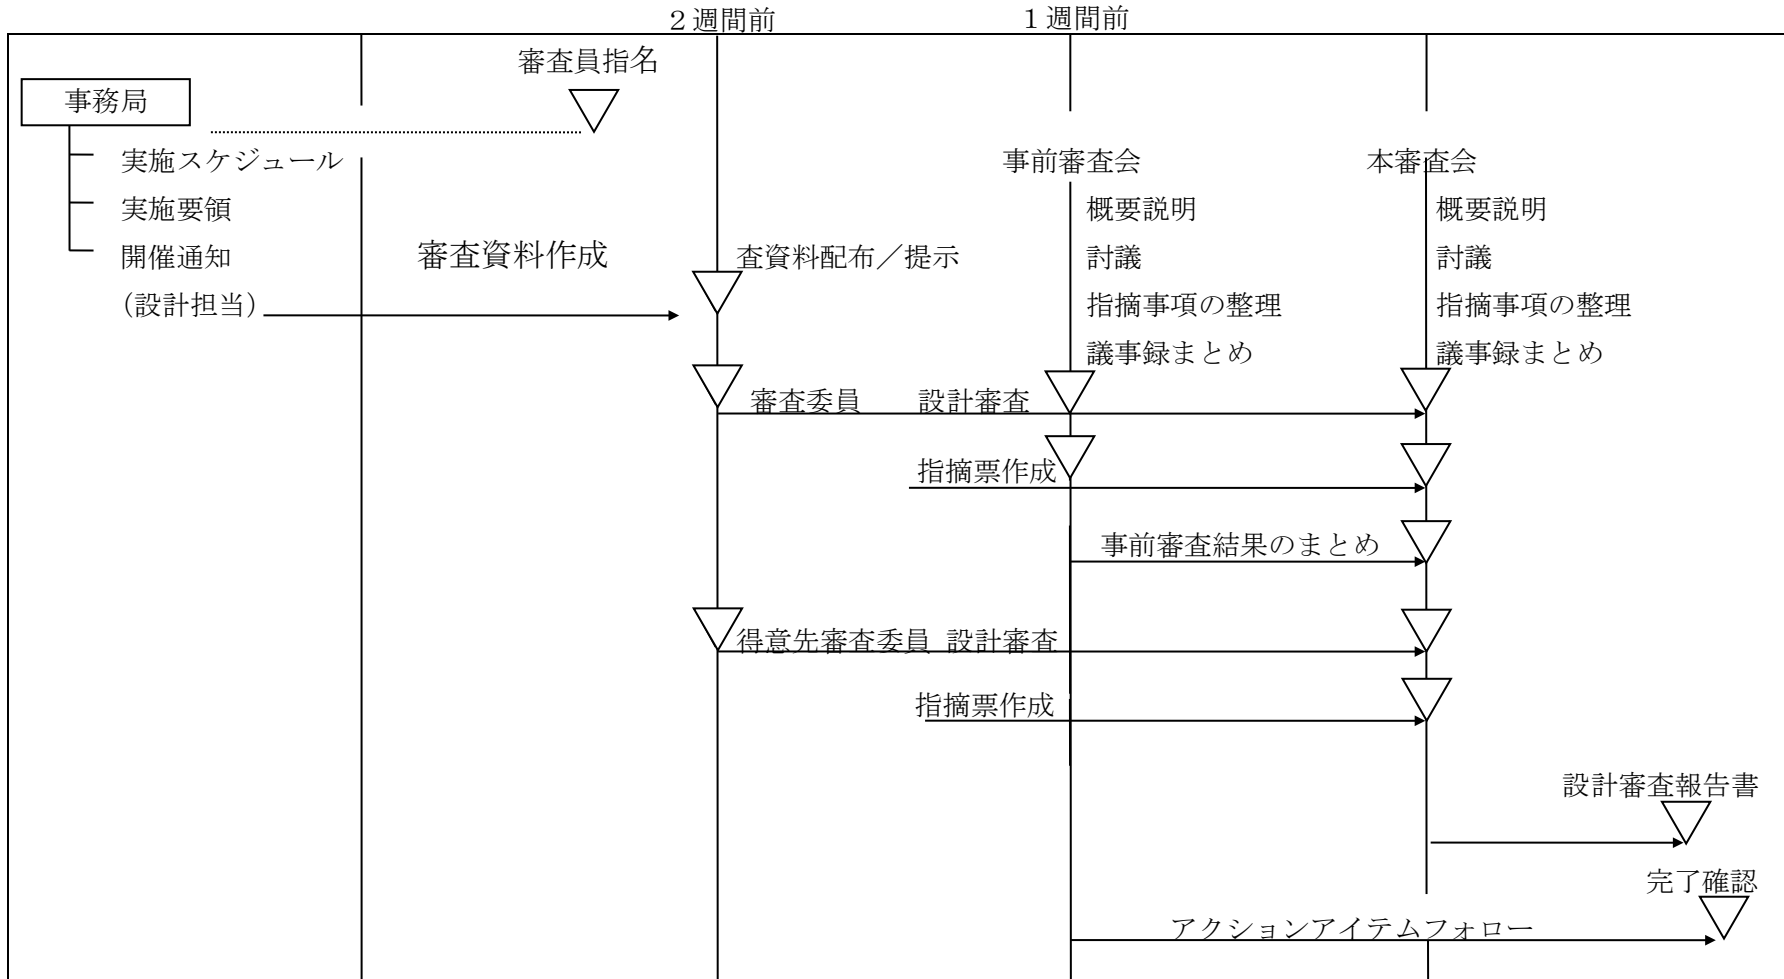 ２週間前
１週間前
審査員指名
事務局
実施スケジュール
実施要領
開催通知
(設計担当)
審査資料作成
査資料配布／提示
事前審査会
概要説明
討議
指摘事項の整理
議事録まとめ
本審査会
概要説明
討議
指摘事項の整理
議事録まとめ
審査委員　設計審査
指摘票作成
事前審査結果のまとめ
得意先審査委員 設計審査
指摘票作成
設計審査報告書
完了確認
アクションアイテムフォロー